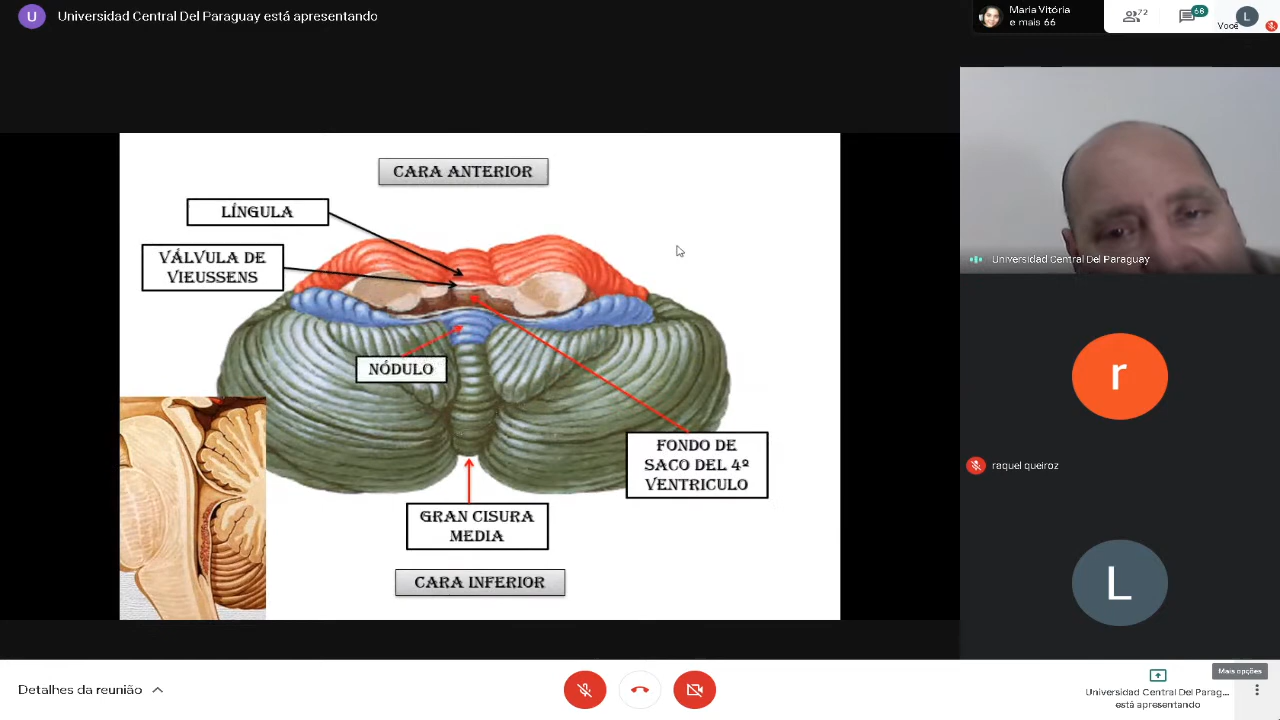 U
Universidad Central Del Paraguay está apresentando
Maria Vitória
e mais 66
72
68
L
Você
CARA ANTERIOR
LÍNGULA
VÁLVULA DE
VIEUSSENS
NÓDULO
FONDO DE
SACO DEL 4º
VENTRICULO
GRAN CISURA
MEDIA
CARA INFERIOR
Universidad Central Del Paraguay
r
raquel queiroz
L
Detalhes da reunião
Mais opções
Universidad Central Del Parag...
está apresentando